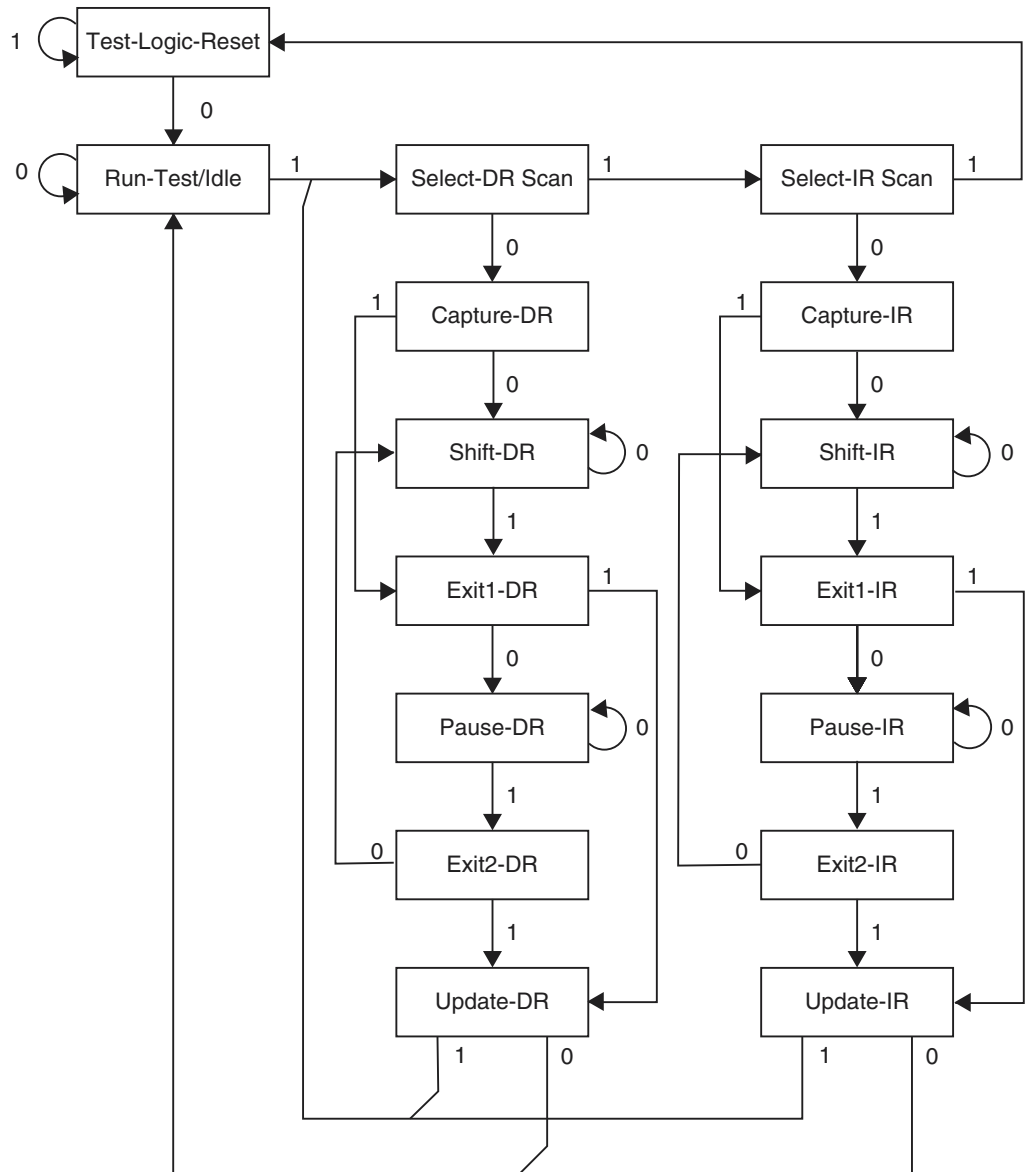 1 Test-Logic-Reset
0
0 Run-Test/Idle 1 Select-DR Scan 1 Select-IR Scan 1
0 0
1 Capture-DR 1 Capture-IR
0 0
Shift-DR 0 Shift-IR 0
1 1
Exit1-DR 1 Exit1-IR 1
0 0
Pause-DR 0 Pause-IR 0
1 1
0 Exit2-DR 0 Exit2-IR
1 1
Update-DR Update-IR
1 0 1 0